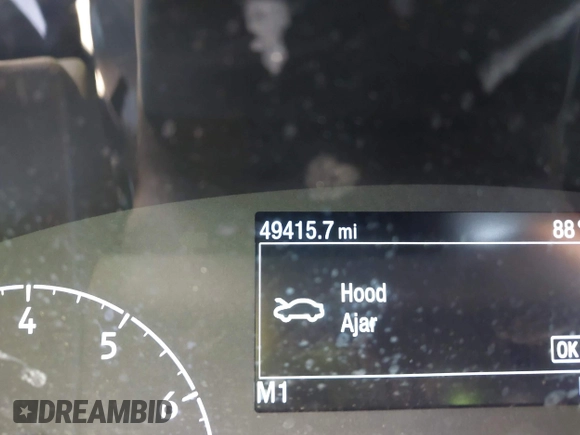 49415.7 mi 88°
Hood
Ajar
OK
M1
4
5
6
DREAMBID